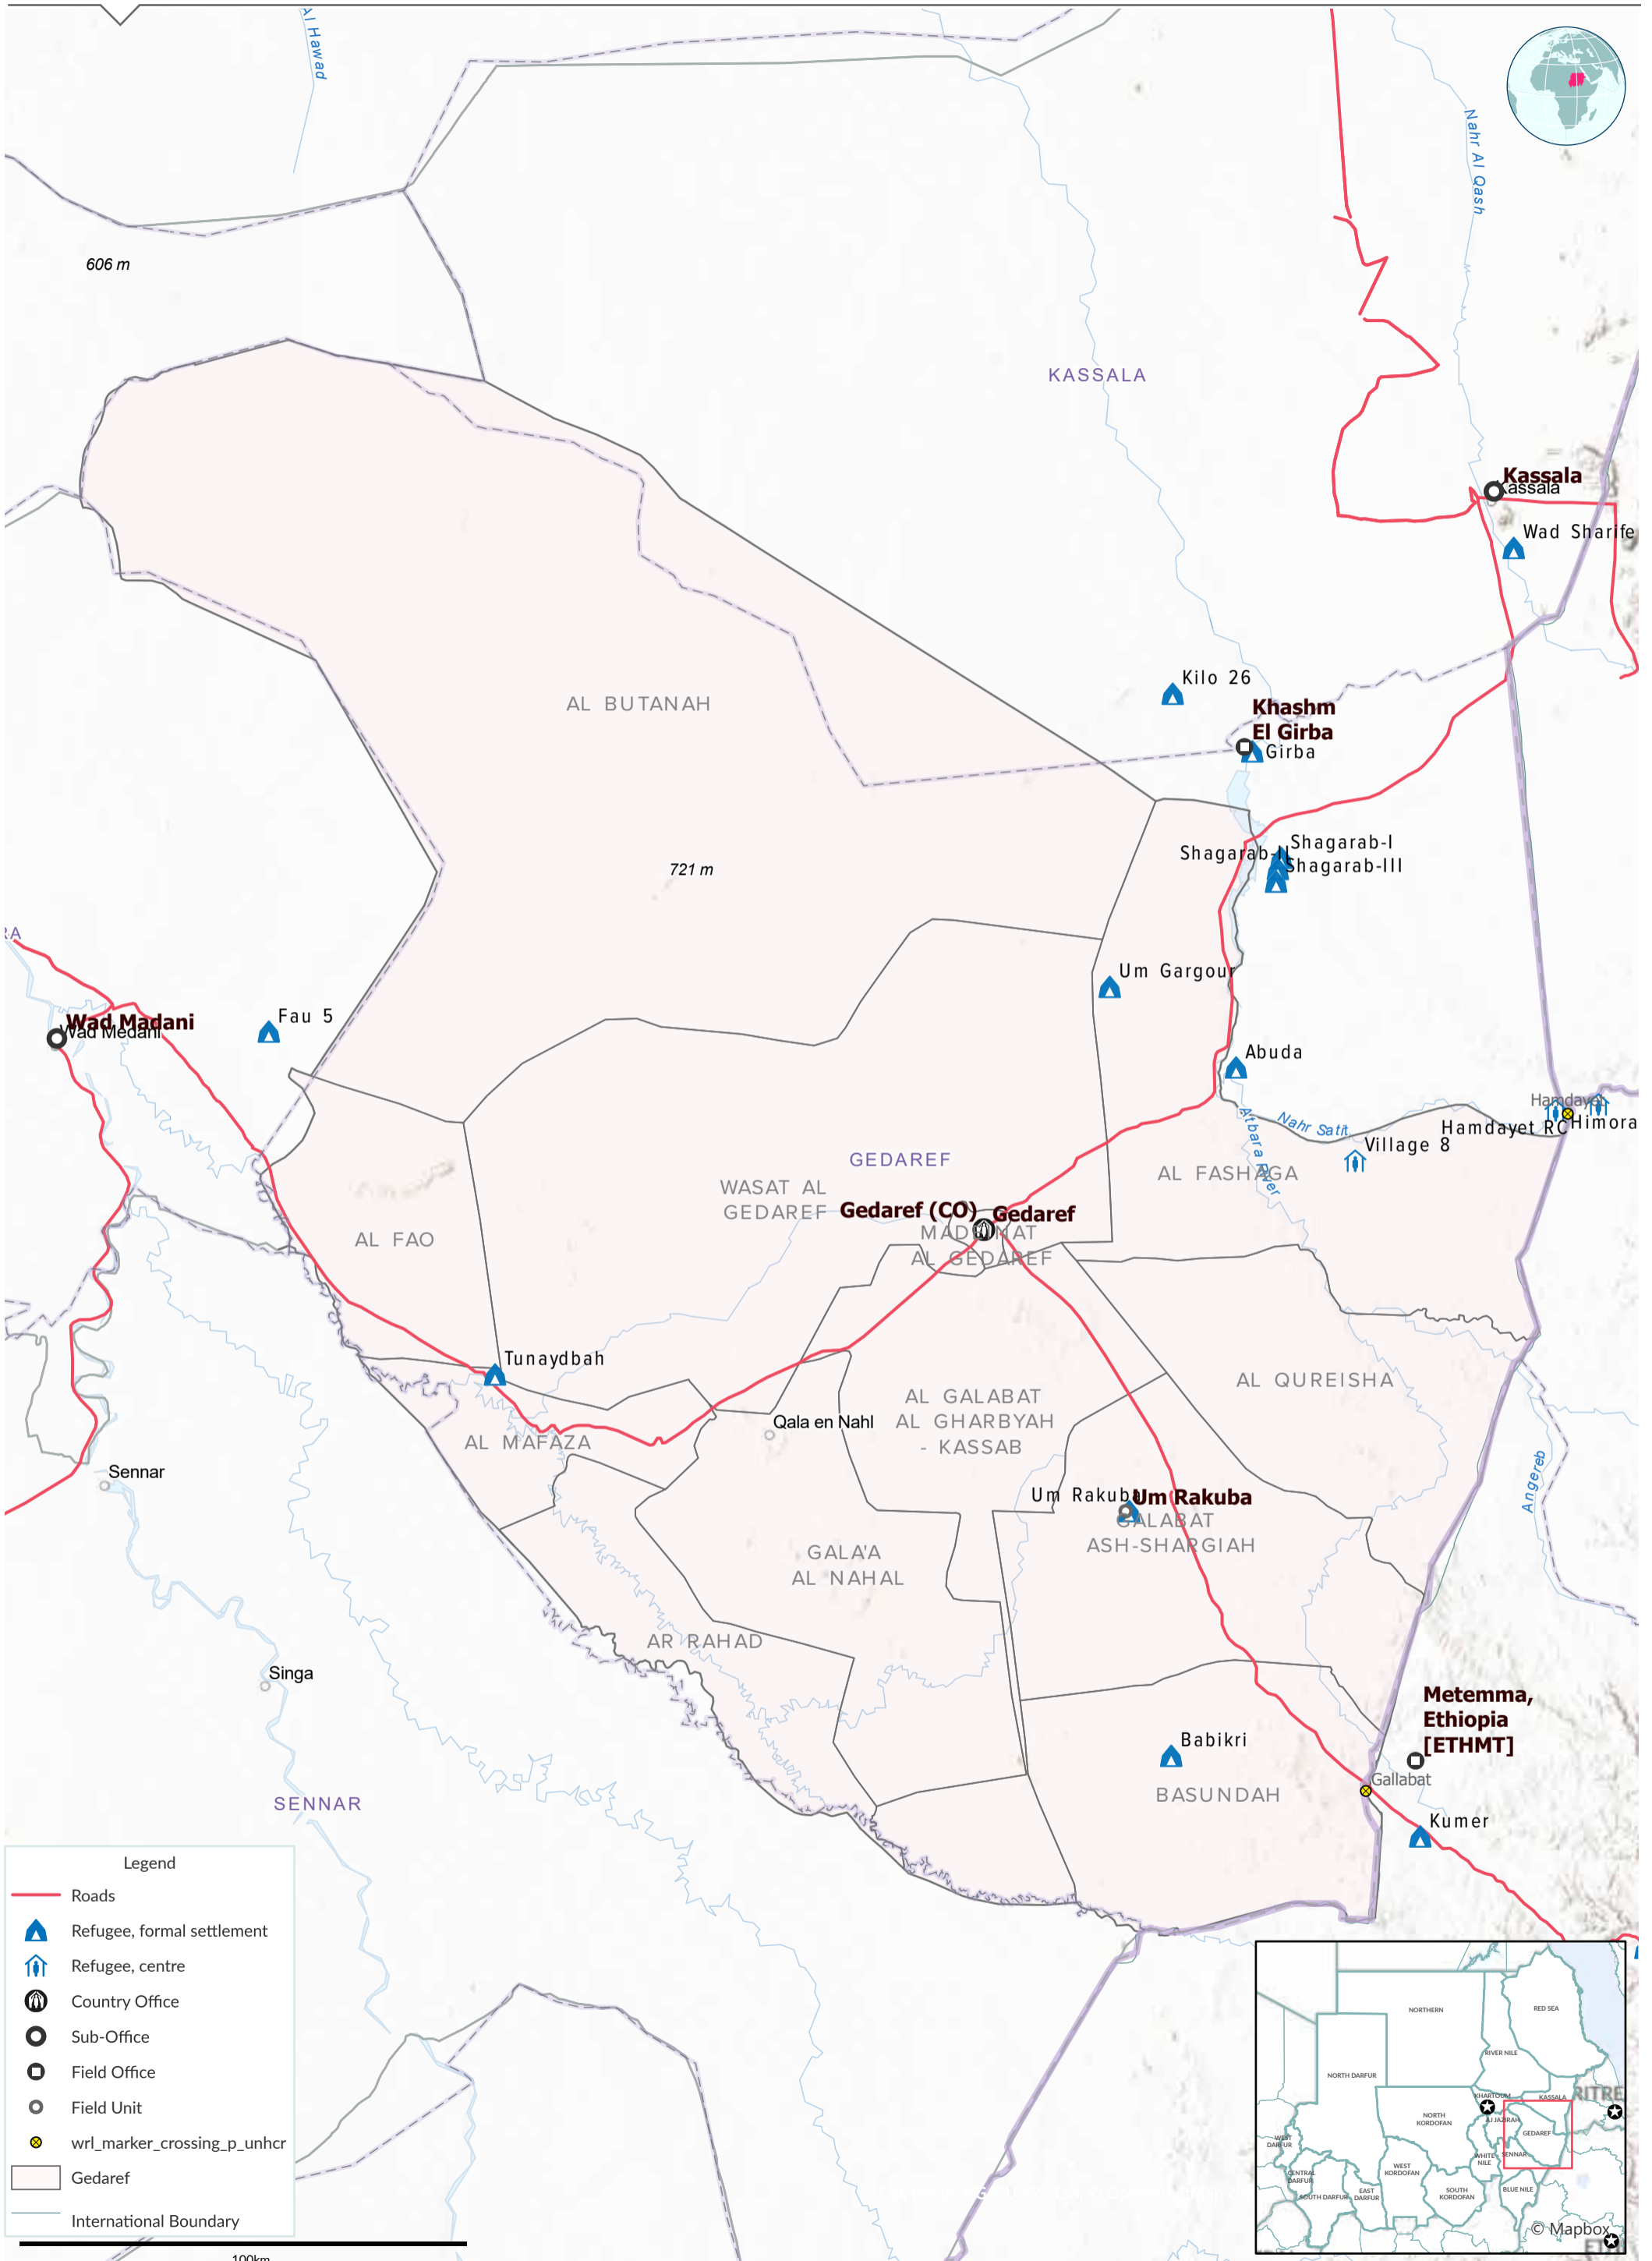 Al Hawad
Nahr Al Qash
606 m
KASSALA
Kassala
Wad Sharife
AL BUTANAH
Kilo 26
Khashm
El Girba
Girba
721 m
Shagarab-I
Shagarab-II
Shagarab-III
Um Gargour
Fau 5
Wad Madani
Wad Medani
Abuda
Hamdayet
Atbara River
Nahr Satit
Hamdayet RC
Himora
Village 8
GEDAREF
AL FASHAGA
WASAT AL
GEDAREF
Gedaref (CO)
Gedaref
AL FAO
AL GEDAREF
Tunaydbah
AL QUREISHA
AL GALABAT
AL GHARBYAH
- KASSAB
Qala en Nahl
AL MAFAZA
Sennar
Angereb
Um Rakuba
Um Rakuba
GALABAT
ASH-SHARGIAH
GALA'A
AL NAHAL
AR RAHAD
Singa
Metemma,
Ethiopia
[ETHMT]
Babikri
Gallabat
BASUNDAH
SENNAR
Kumer
Legend
Roads
Refugee, formal settlement
Refugee, centre
Country Office
Sub-Office
Field Office
Field Unit
wrl_marker_crossing_p_unhcr
Gedaref
International Boundary
100km
NORTHERN
RED SEA
RIVER NILE
NORTH DARFUR
KHARTOUM
KASSALA
NORTH
KORDOFAN
AJ JAZIRAH
GEDAREF
WEST
DARFUR
WHITE
NILE
SENNAR
WEST
KORDOFAN
CENTRAL
DARFUR
SOUTH DARFUR
EAST
DARFUR
SOUTH
KORDOFAN
BLUE NILE
© Mapbox